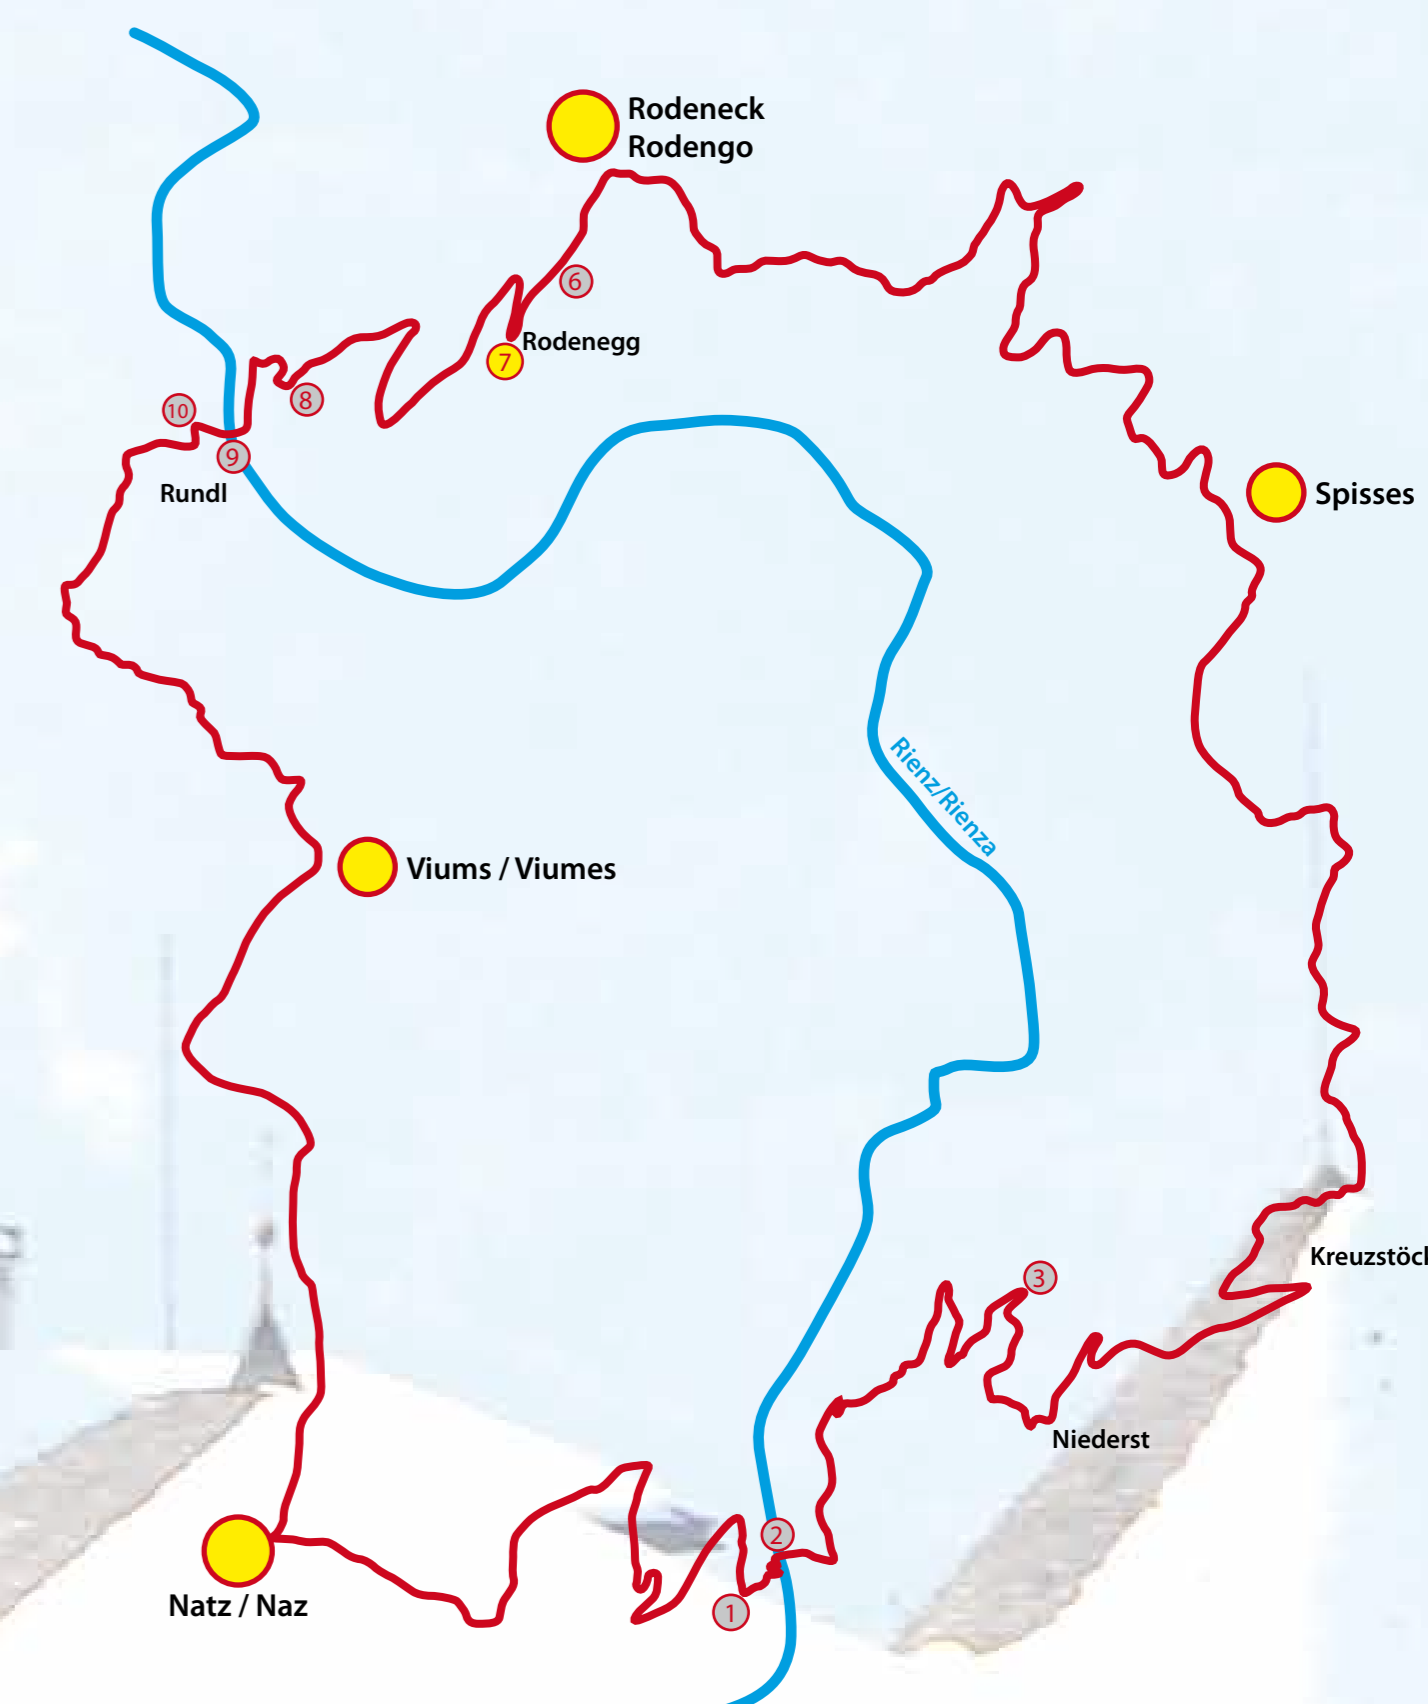 Rodeneck
Rodengo
6
Rodenegg
7
8
10
9
Rundl
Spisses
Rienz/Rienza
Viums / Viumes
3
Kreuzstöcl
Niederst
2
Natz / Naz
1